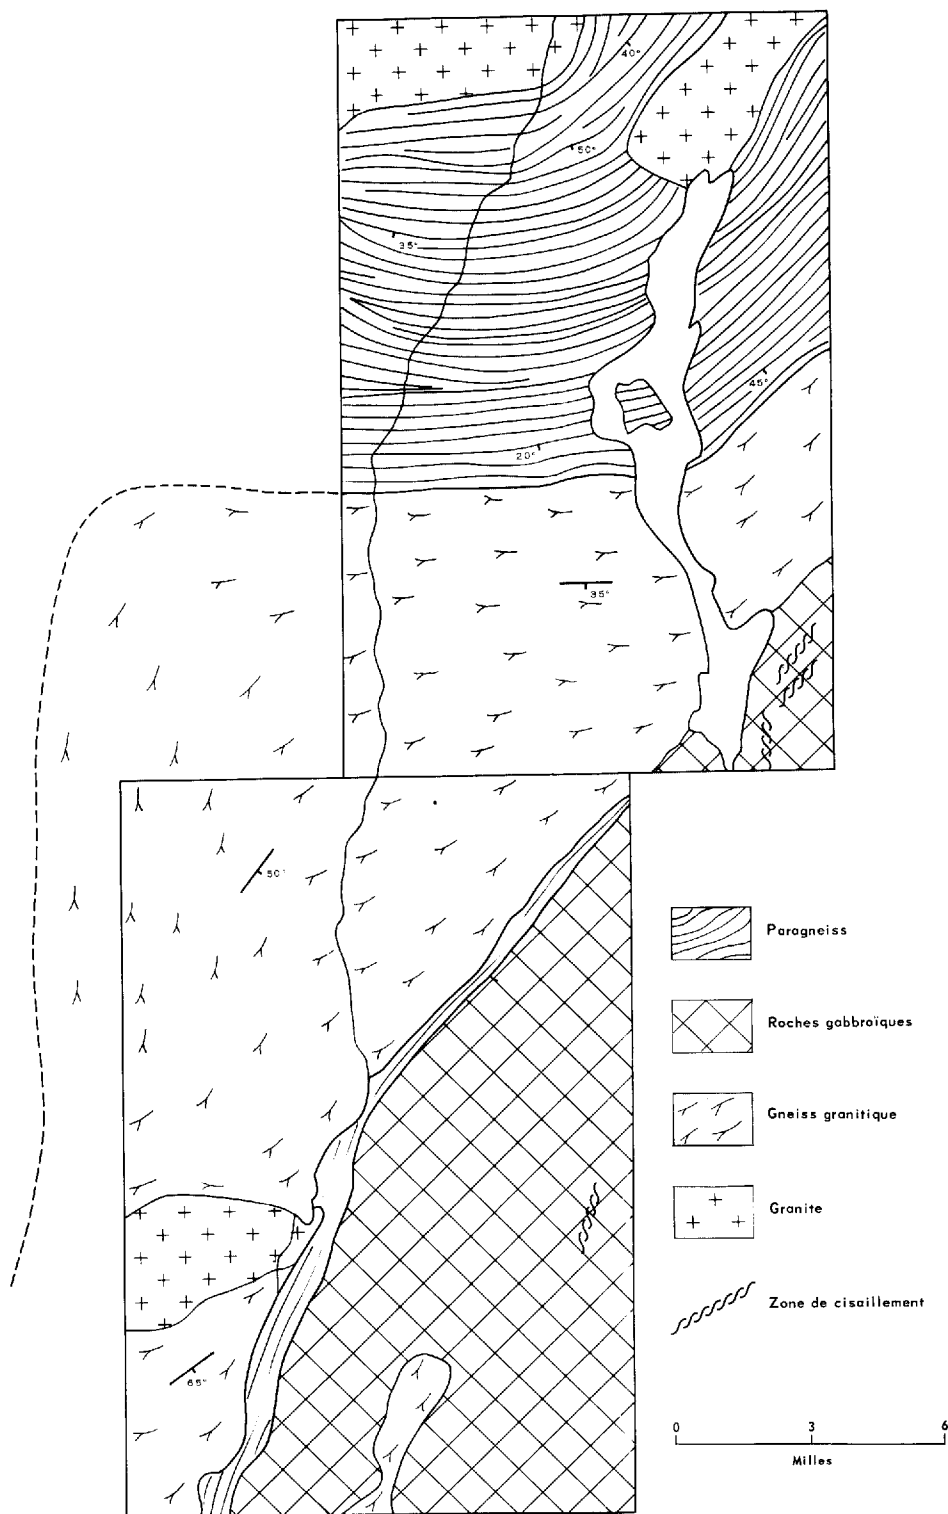 40°
50°
35°
45°
20°
35°
50°
65°
Paragneiss
Roches gabbroïques
Gneiss granitique
Granite
Zone de cisaillement
0 3 6
Milles